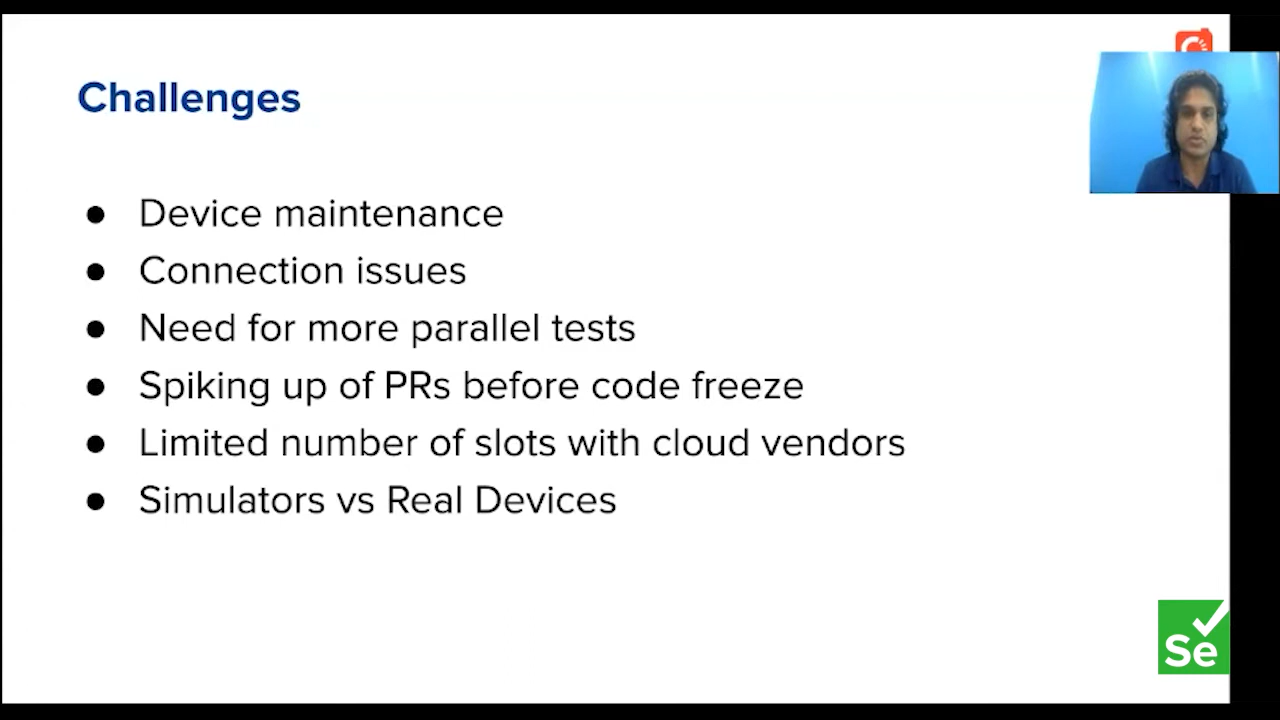 Challenges
● Device maintenance
● Connection issues
● Need for more parallel tests
● Spiking up of PRs before code freeze
● Limited number of slots with cloud vendors
● Simulators vs Real Devices
Se